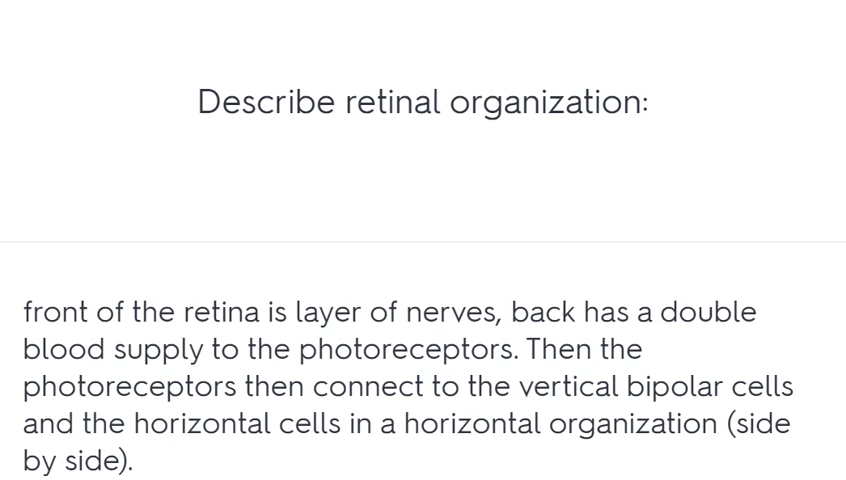 Describe retinal organization:
front of the retina is layer of nerves, back has a double
blood supply to the photoreceptors. Then the
photoreceptors then connect to the vertical bipolar cells
and the horizontal cells in a horizontal organization (side
by side).